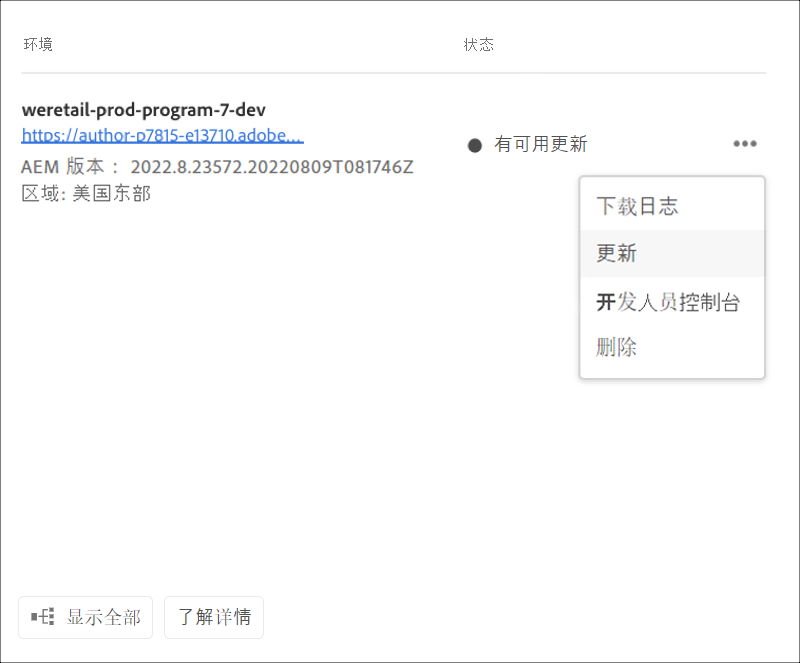 环境
状态
weretail-prod-program-7-dev
https://author-p7815-e13710.adobe...
有可用更新
AEM 版本： 2022.8.23572.20220809T081746Z
区域: 美国东部
下载日志
更新
开发人员控制台
删除
显示全部
了解详情